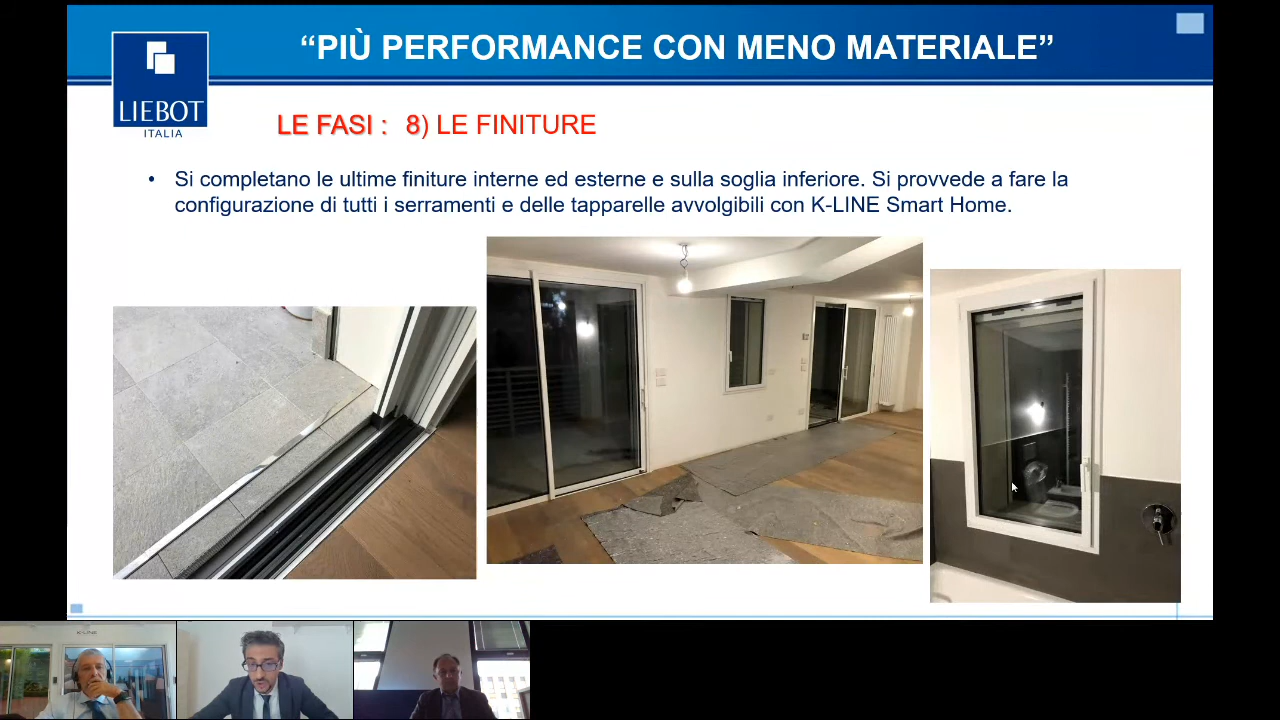 “PIÙ PERFORMANCE CON MENO MATERIALE”
LIEBOT
ITALIA
LE FASI : 8) LE FINITURE
• Si completano le ultime finiture interne ed esterne e sulla soglia inferiore. Si provvede a fare la
configurazione di tutti i serramenti e delle tapparelle avvolgibili con K-LINE Smart Home.
K-LINE